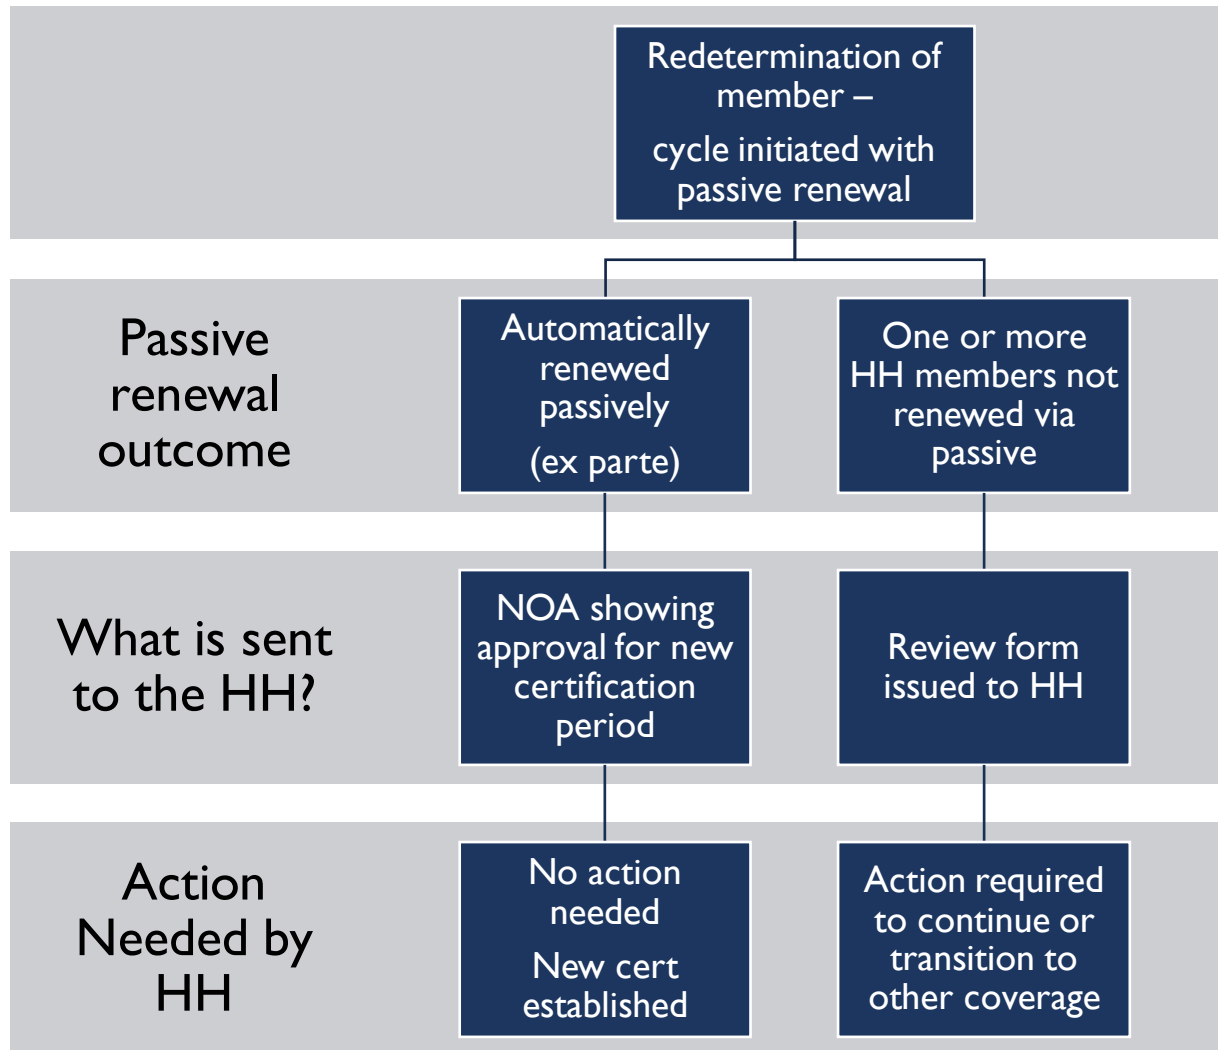 Redetermination of
member –
cycle initiated with
passive renewal
Passive
renewal
outcome
Automatically
renewed
passively
(ex parte)
One or more
HH members not
renewed via
passive
What is sent
to the HH?
NOA showing
approval for new
certification
period
Review form
issued to HH
Action
Needed by
HH
No action
needed
New cert
established
Action required
to continue or
transition to
other coverage